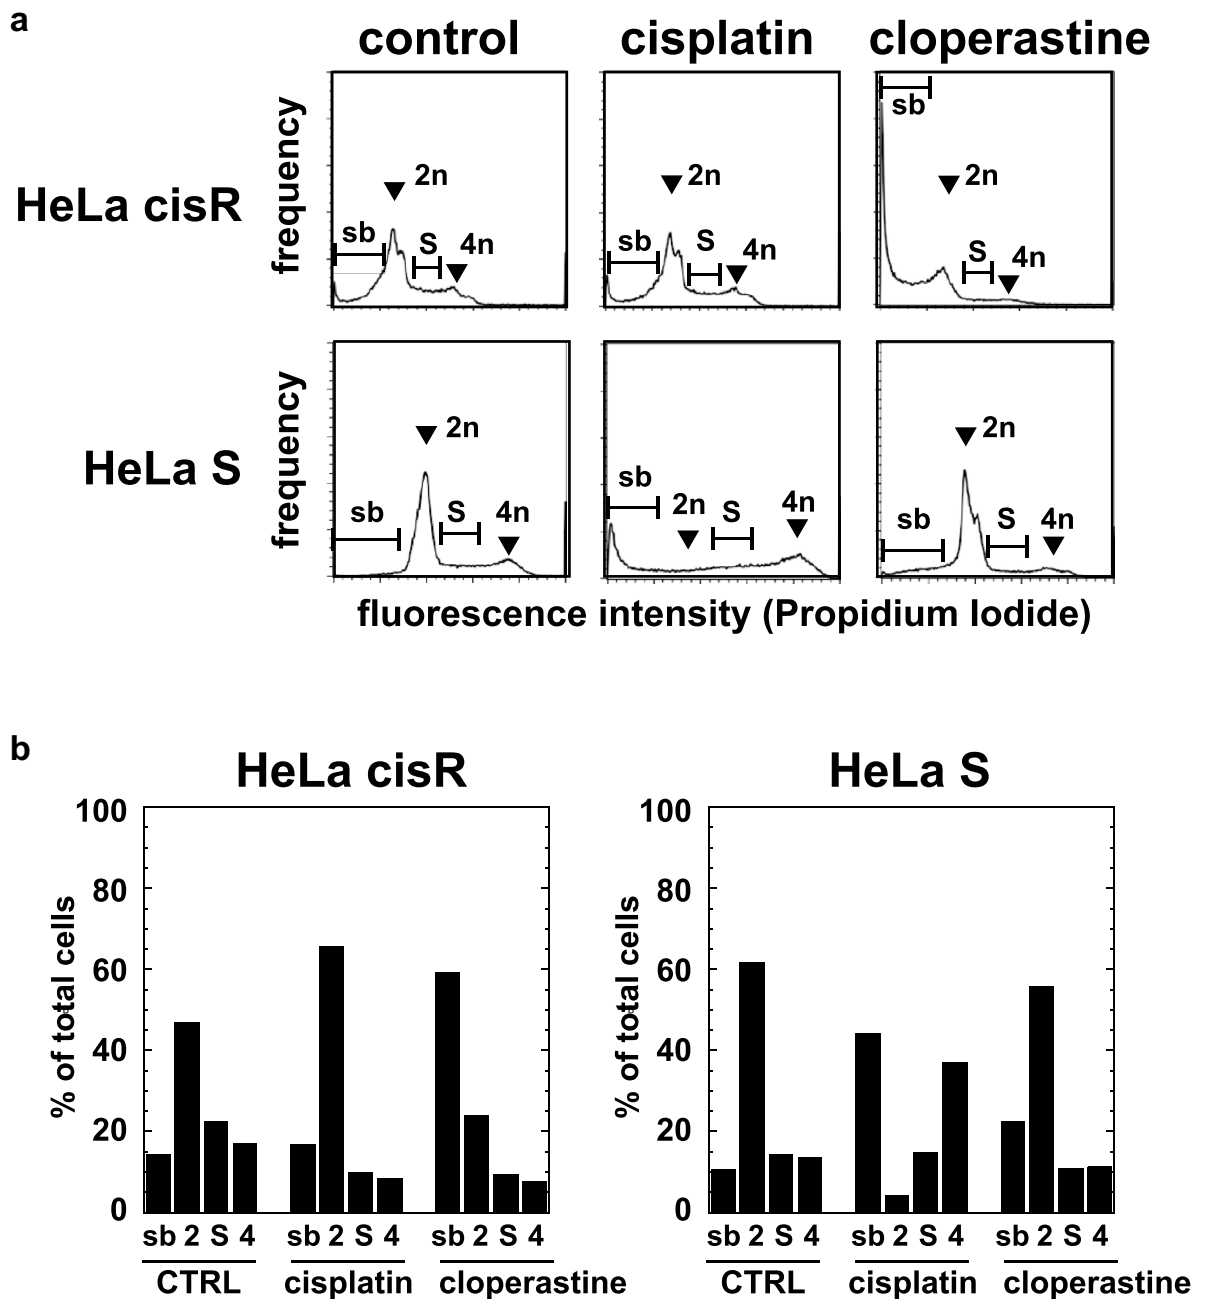 a
control cisplatin cloperastine
HeLa cisR
frequency
sb 2n S 4n
sb 2n S 4n
sb 2n S 4n
HeLa S
frequency
sb 2n S 4n
sb 2n S 4n
sb 2n S 4n
fluorescence intensity (Propidium Iodide)
b
HeLa cisR
% of total cells
100
80
60
40
20
0
sb 2 S 4 sb 2 S 4 sb 2 S 4
CTRL cisplatin cloperastine
HeLa S
% of total cells
100
80
60
40
20
0
sb 2 S 4 sb 2 S 4 sb 2 S 4
CTRL cisplatin cloperastine